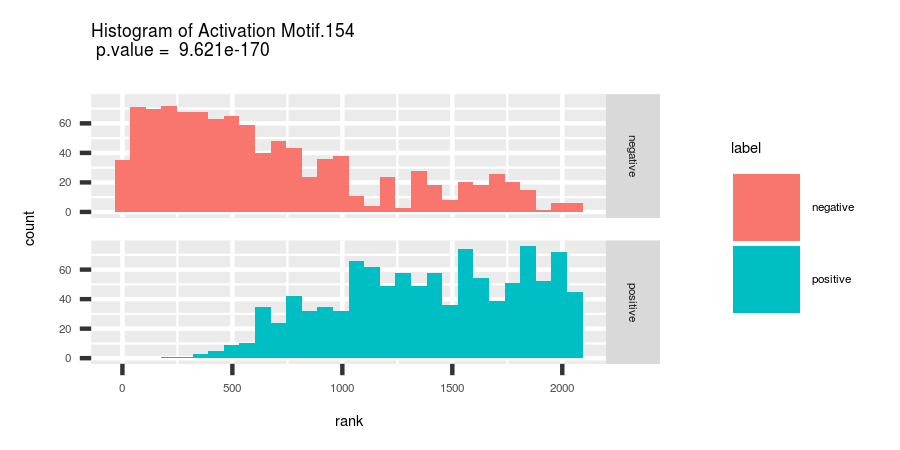 Histogram of Activation Motif.154
p.value =  9.621e-170
count
60
40
20
0
negative
60
40
20
0
positive
0 500 1000 1500 2000
rank
label
negative
positive